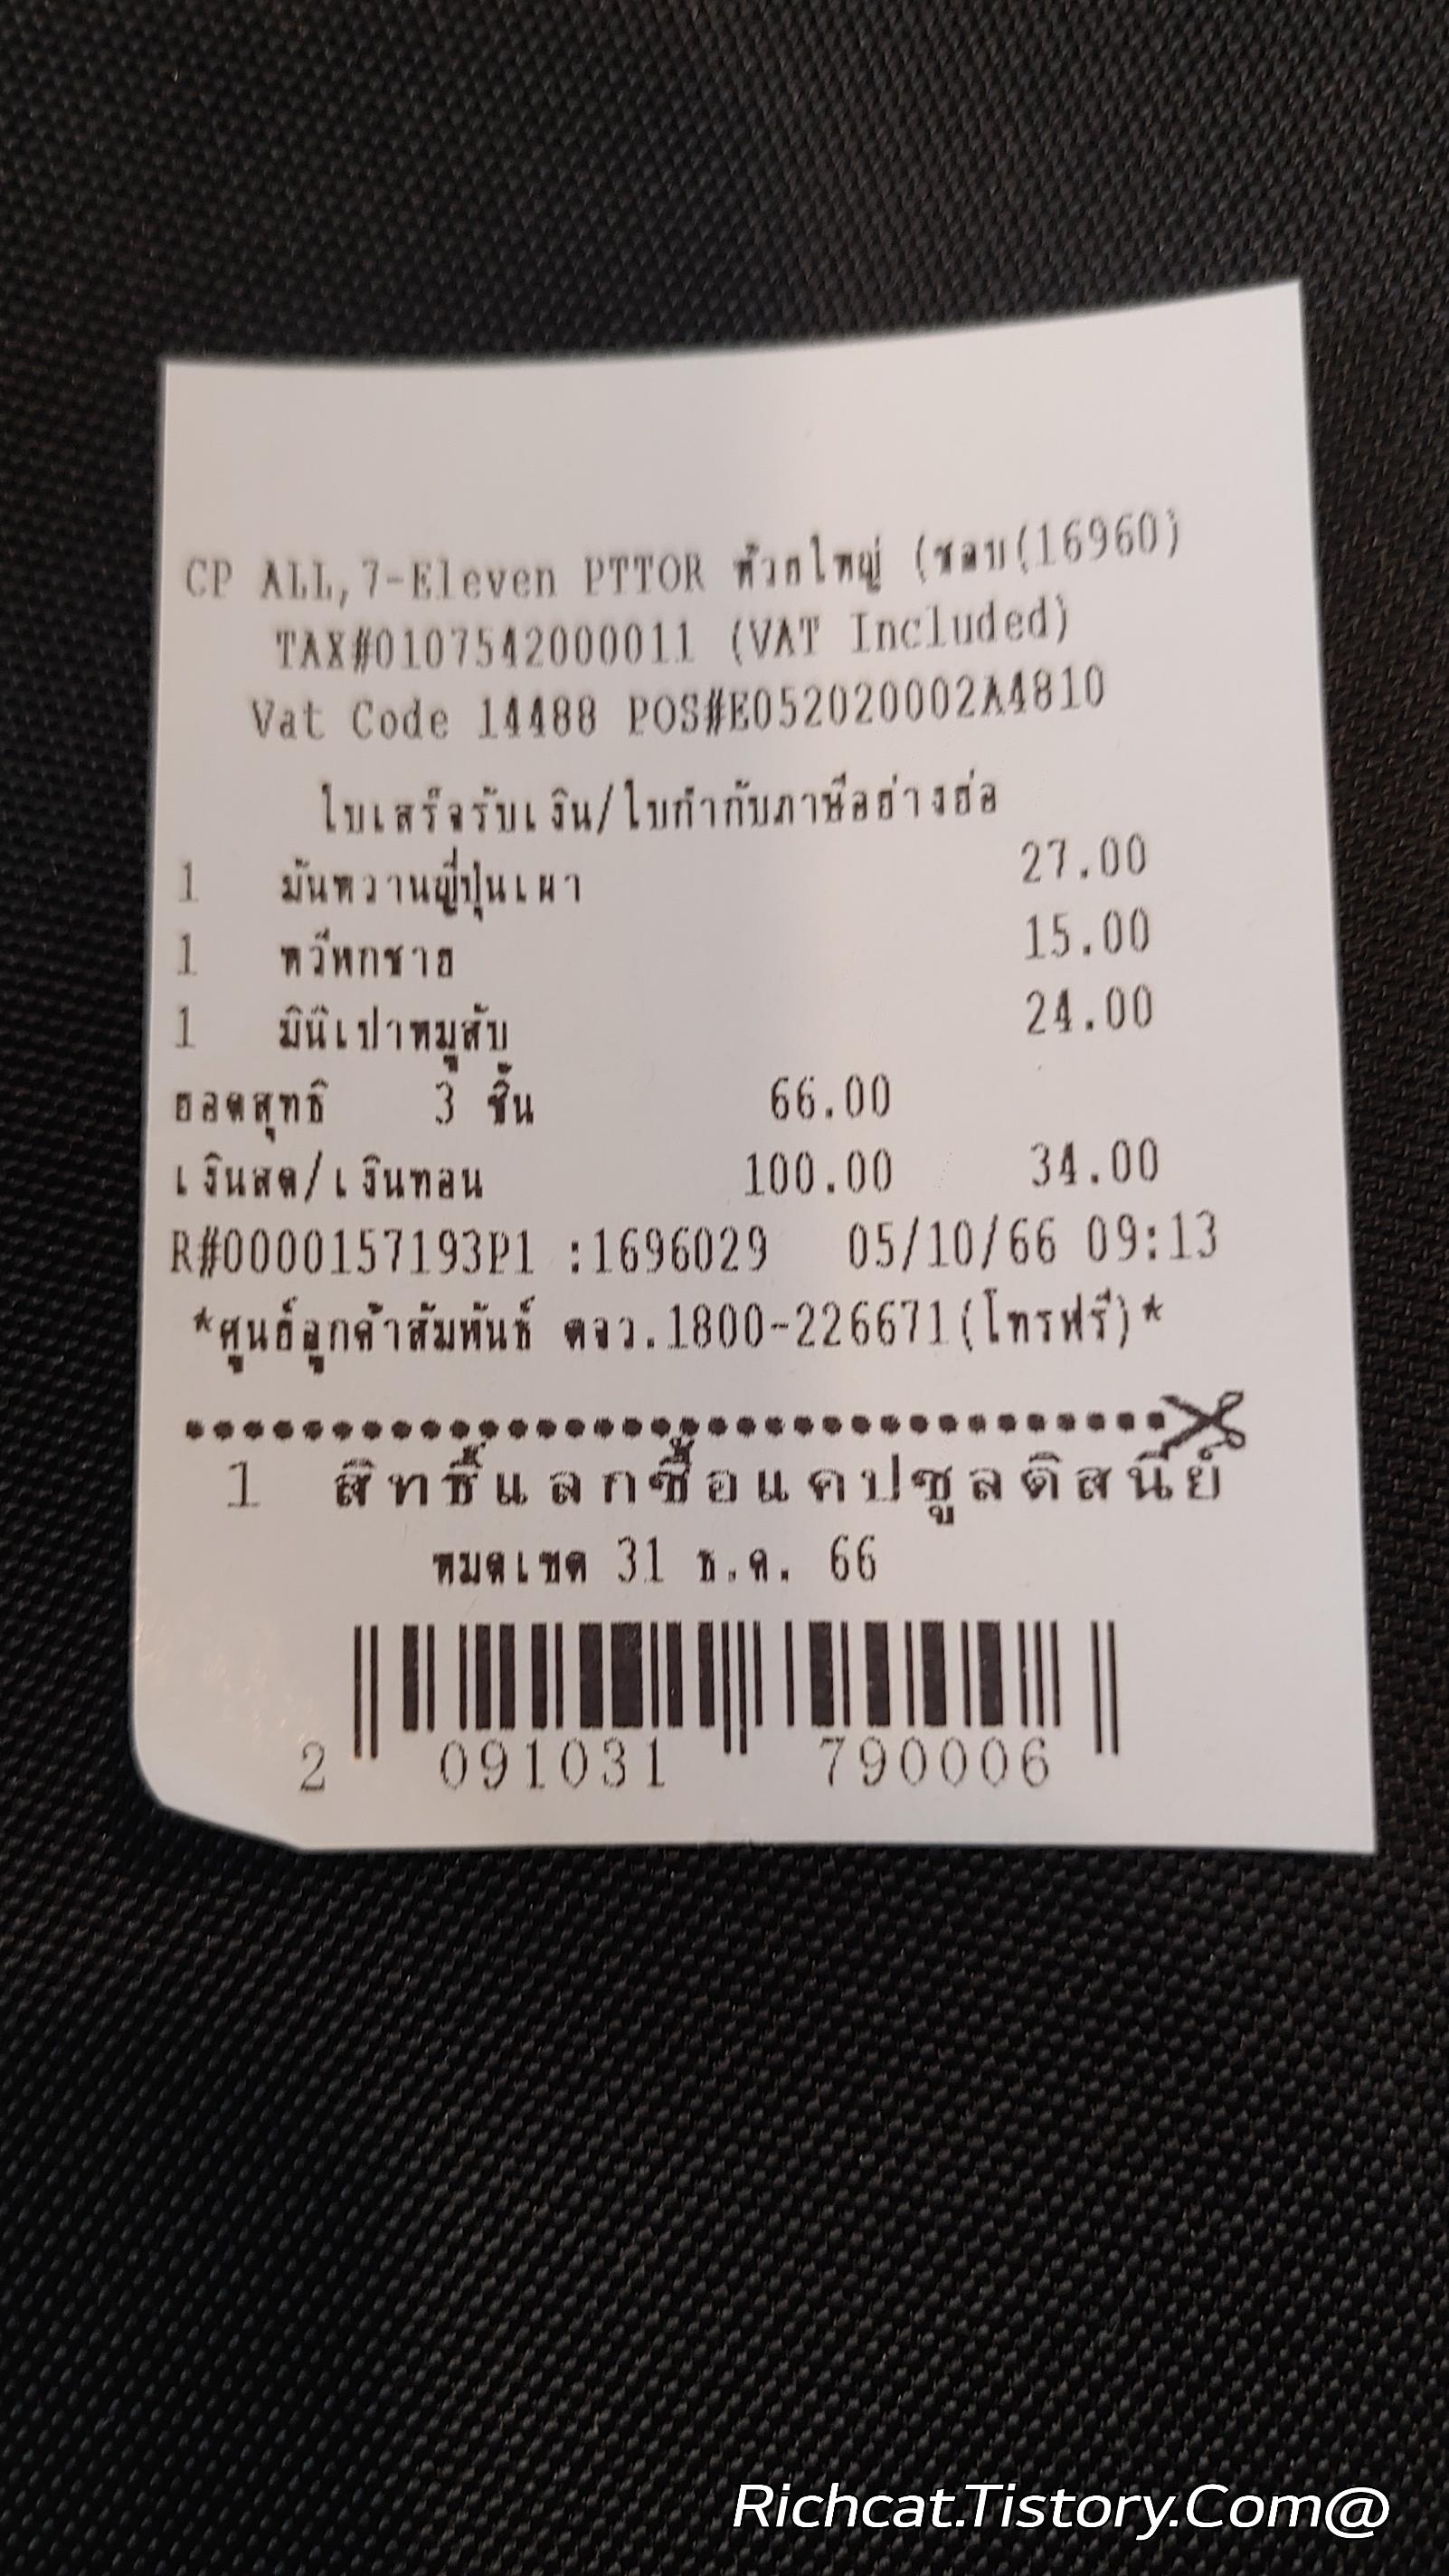 CP ALL,7-Eleven PTTOR ห้วยใหญ่ (ชลบ(16960)
TAX#0107542000011 (VAT Included)
Vat Code 14488 POS#E052020002A4810
ใบเสร็จรับเงิน/ใบกำกับภาษีอย่างย่อ
1 มันหวานญี่ปุ่นเผา 27.00
1 หวีพกชาย 15.00
1 มินิเปาหมูสับ 24.00
ยอดสุทธิ 3 ชิ้น 66.00
เงินสด/เงินทอน 100.00 34.00
R#0000157193P1 :1696029 05/10/66 09:13
*ศูนย์ลูกค้าสัมพันธ์ ตจว.1800-226671(โทรฟรี)*
1 สิทธิ์แลกซื้อแคปซูลดิสนีย์
หมดเขต 31 ธ.ค. 66
2 091031 790006
Richcat.Tistory.Com@